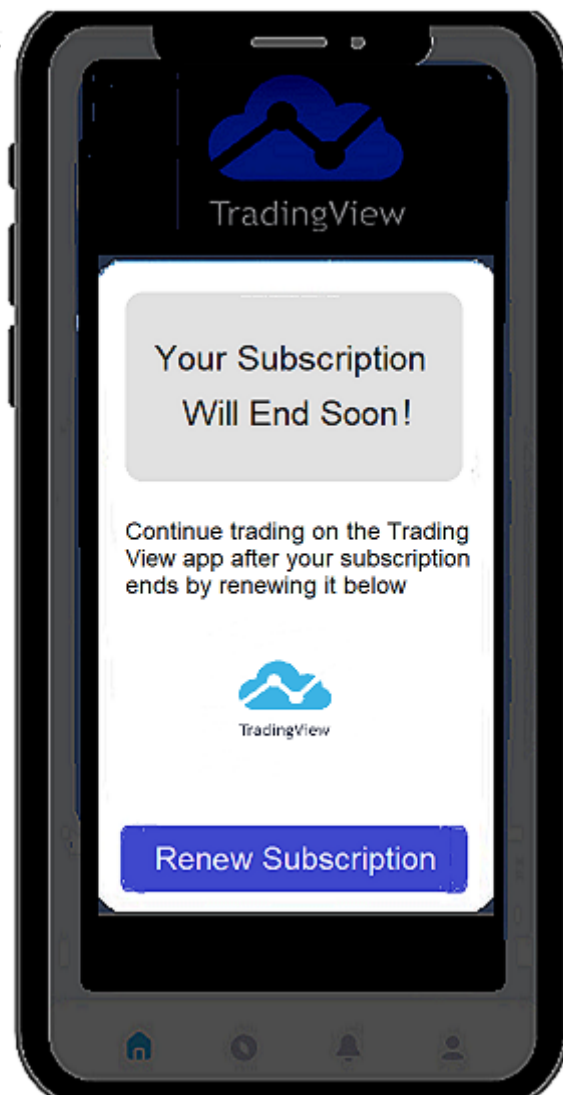 TradingView
Your Subscription
Will End Soon!
Continue trading on the Trading
View app after your subscription
ends by renewing it below
TradingView
Renew Subscription